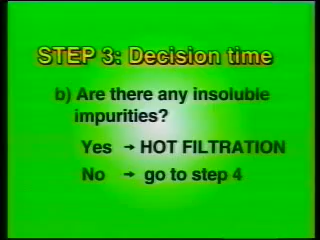 STEP 3: Decision time
b) Are there any insoluble
impurities?
Yes → HOT FILTRATION
No → go to step 4